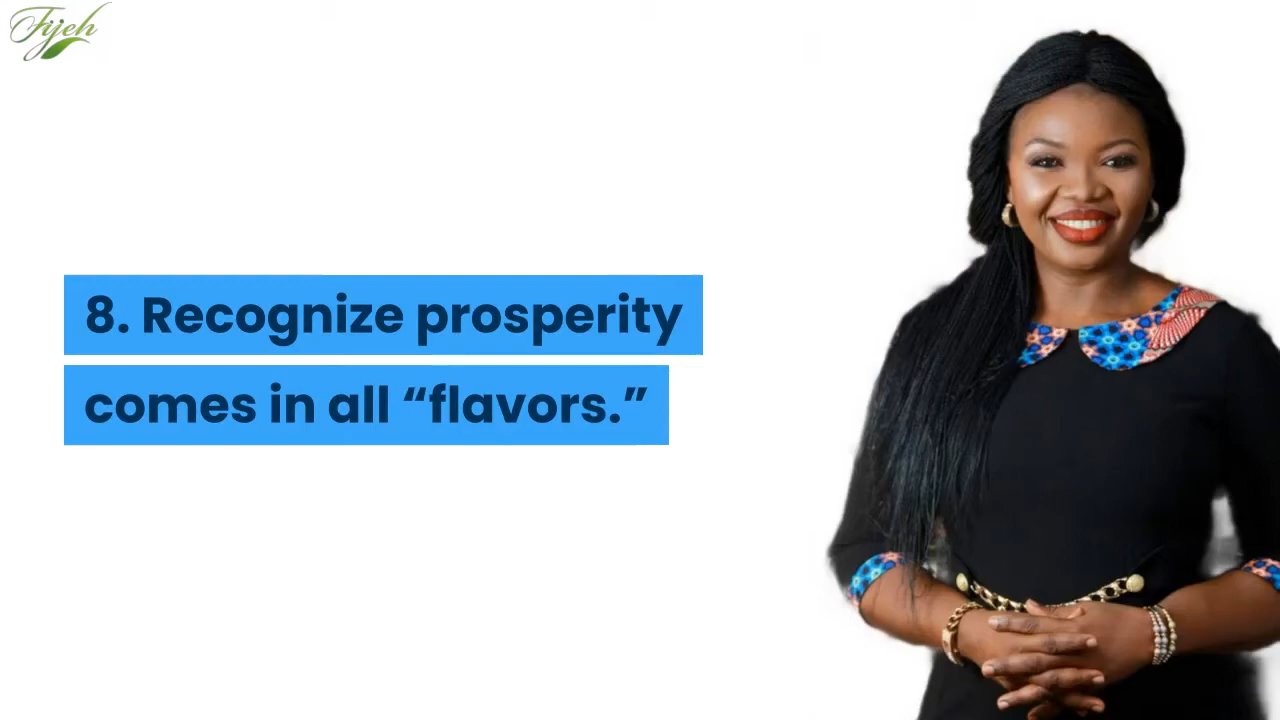 Fijeh
8. Recognize prosperity
comes in all “flavors.”